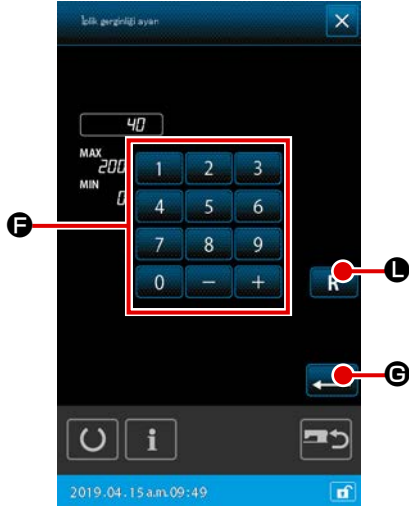 İplik gerginliği ayarı
40
MAX
200
MIN
0
1 2 3
4 5 6
F
7 8 9
0 − +
R
L
G
i
2019.04.15 a.m. 09:49